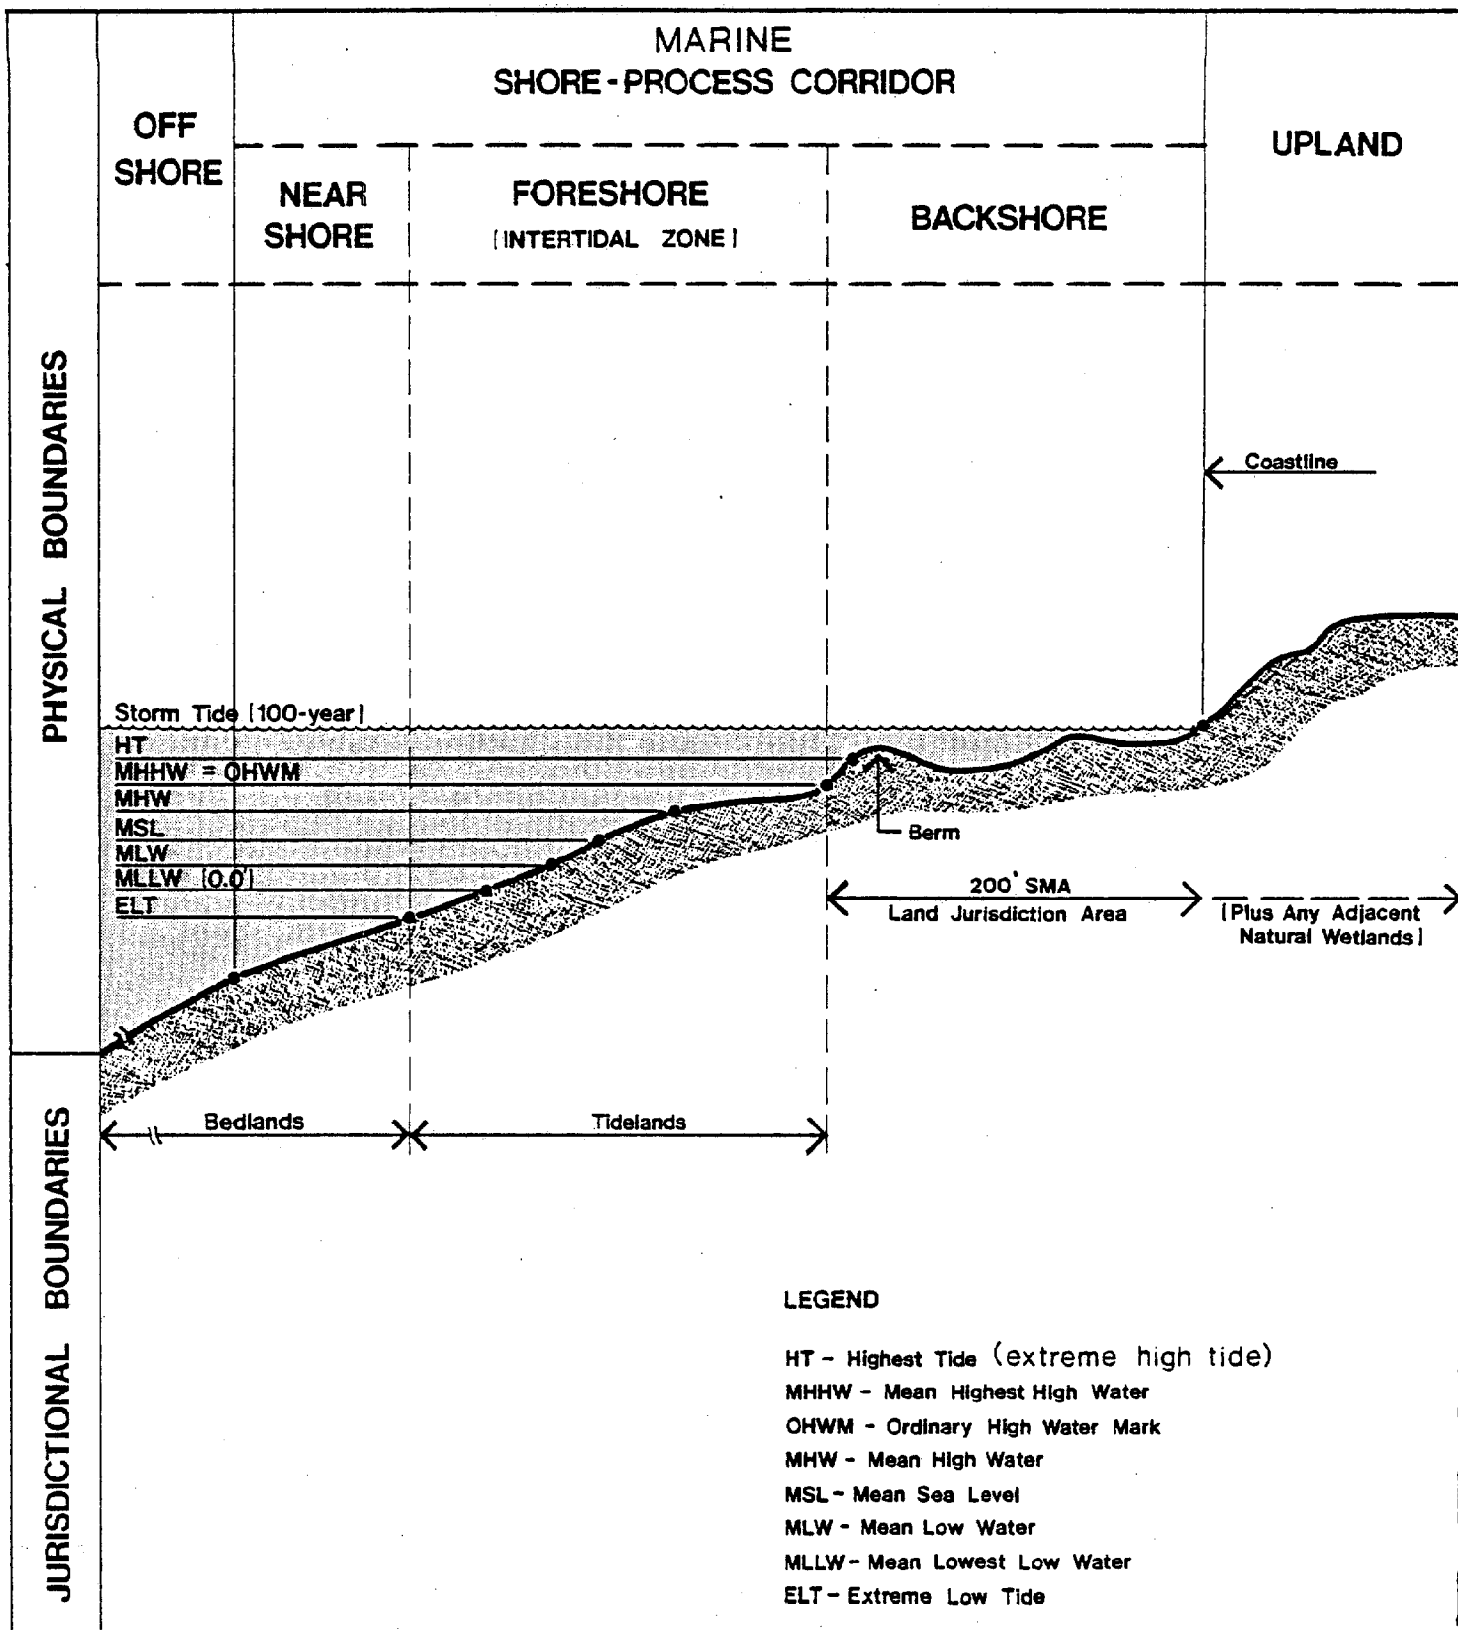 MARINE
SHORE-PROCESS CORRIDOR
OFF
SHORE
UPLAND
NEAR
SHORE
FORESHORE
[INTERTIDAL ZONE]
BACKSHORE
PHYSICAL BOUNDARIES
Coastline
Storm Tide [100-year]
HT
MHHW = OHWM
MHW
MSL
MLW
MLLW [0.0']
ELT
Berm
200' SMA
Land Jurisdiction Area
[Plus Any Adjacent
Natural Wetlands]
Bedlands
Tidelands
JURISDICTIONAL BOUNDARIES
LEGEND
HT - Highest Tide (extreme high tide)
MHHW - Mean Highest High Water
OHWM - Ordinary High Water Mark
MHW - Mean High Water
MSL - Mean Sea Level
MLW - Mean Low Water
MLLW - Mean Lowest Low Water
ELT - Extreme Low Tide